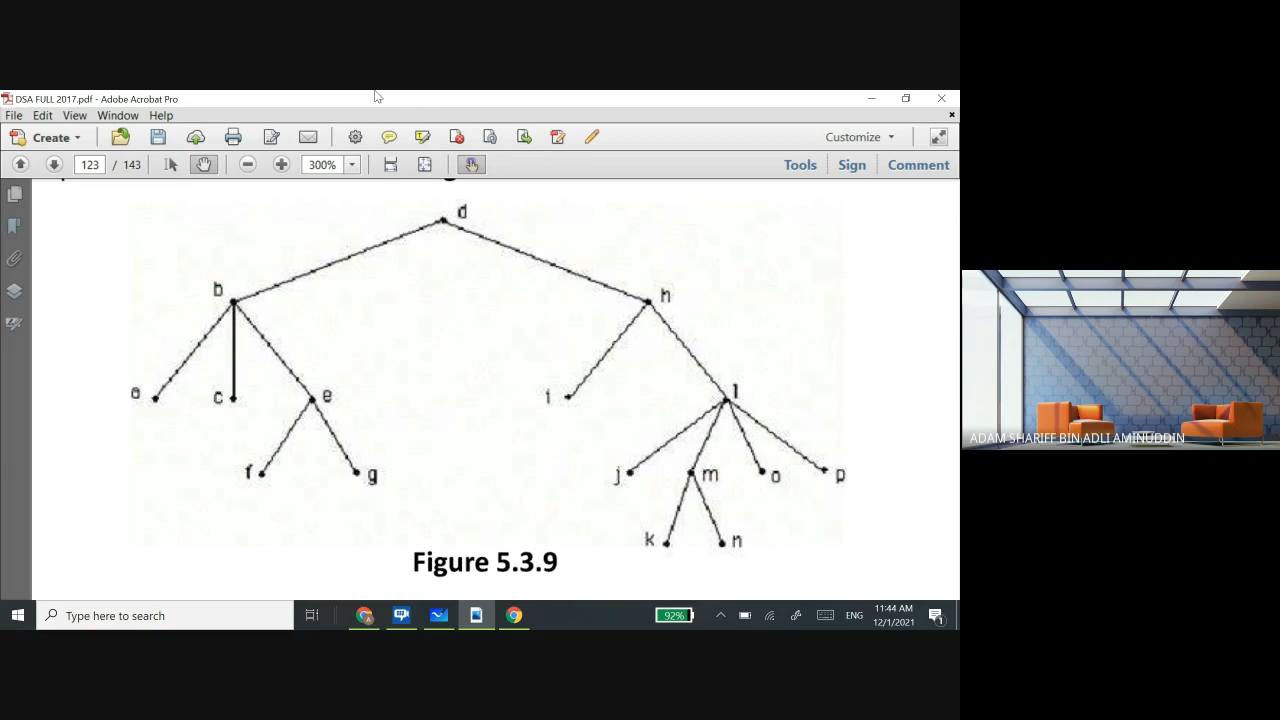 DSA FULL 2017.pdf - Adobe Acrobat Pro
File Edit View Window Help
Create Customize
123 / 143 300% Tools Sign Comment
d
b h
a c e i l
f g j m o p
k n
Figure 5.3.9
ADAM SHARIFF BIN ADLI AMINUDDIN
Type here to search 92% ENG 11:44 AM
12/1/2021
1